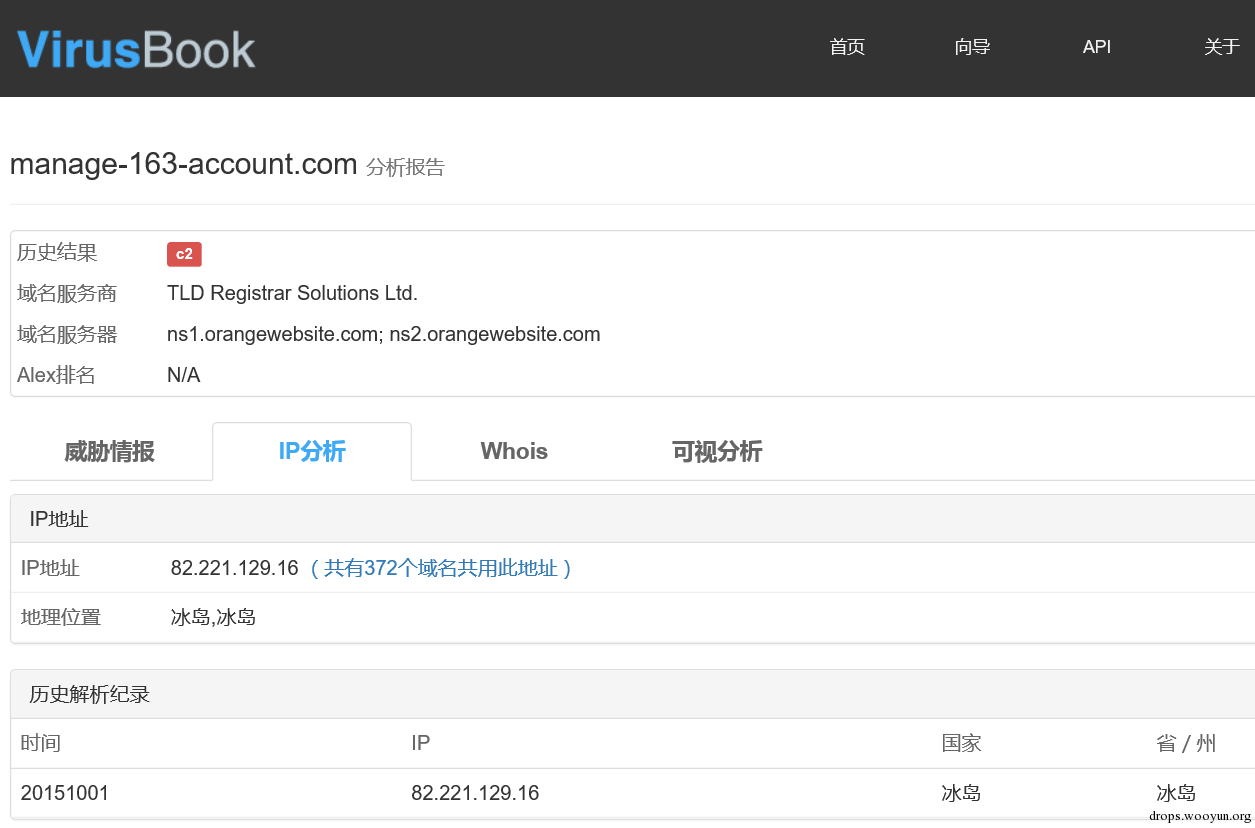 VirusBook 首页 向导 API 关于
manage-163-account.com 分析报告
历史结果 c2
域名服务商 TLD Registrar Solutions Ltd.
域名服务器 ns1.orangewebsite.com; ns2.orangewebsite.com
Alex排名 N/A
威胁情报 IP分析 Whois 可视分析
IP地址
IP地址 82.221.129.16 ( 共有372个域名共用此地址 )
地理位置 冰岛,冰岛
历史解析纪录
时间 IP 国家 省 / 州
20151001 82.221.129.16 冰岛 冰岛
drops.wooyun.org